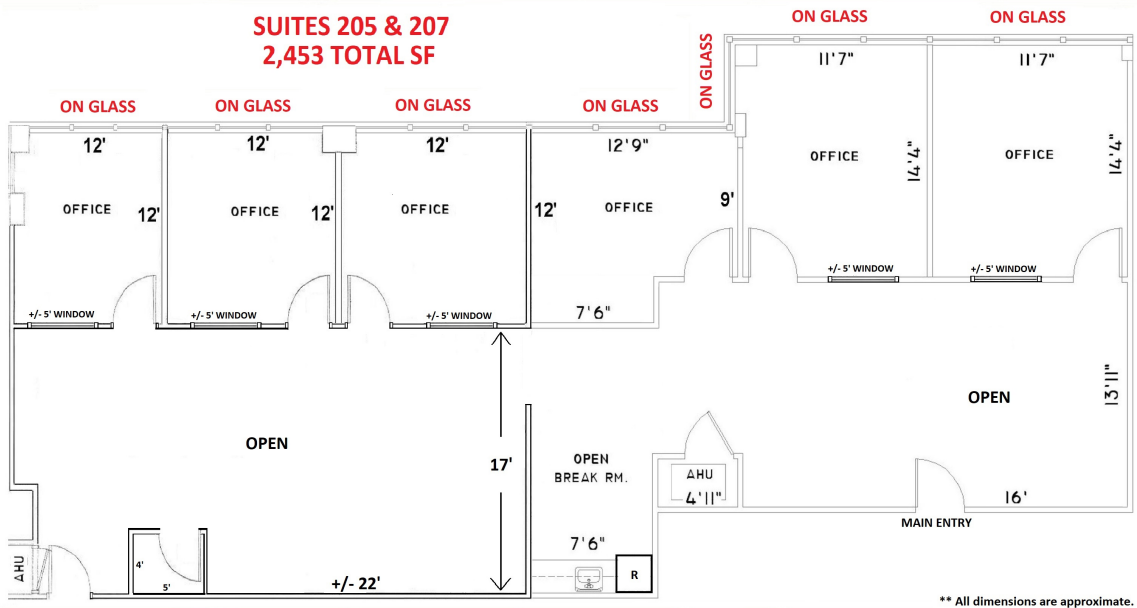 SUITES 205 & 207
2,453 TOTAL SF
ON GLASS
ON GLASS
ON GLASS
ON GLASS
ON GLASS
ON GLASS
ON GLASS
12'
12'
12'
12'9"
11'7"
11'7"
OFFICE
12'
OFFICE
12'
OFFICE
12'
OFFICE
9'
OFFICE
14'4"
OFFICE
14'4"
+/- 5' WINDOW
+/- 5' WINDOW
+/- 5' WINDOW
7'6"
+/- 5' WINDOW
+/- 5' WINDOW
OPEN
17'
OPEN
BREAK RM.
7'6"
R
AHU
4'11"
OPEN
13'11"
16'
MAIN ENTRY
AHU
4'
5'
+/- 22'
** All dimensions are approximate.